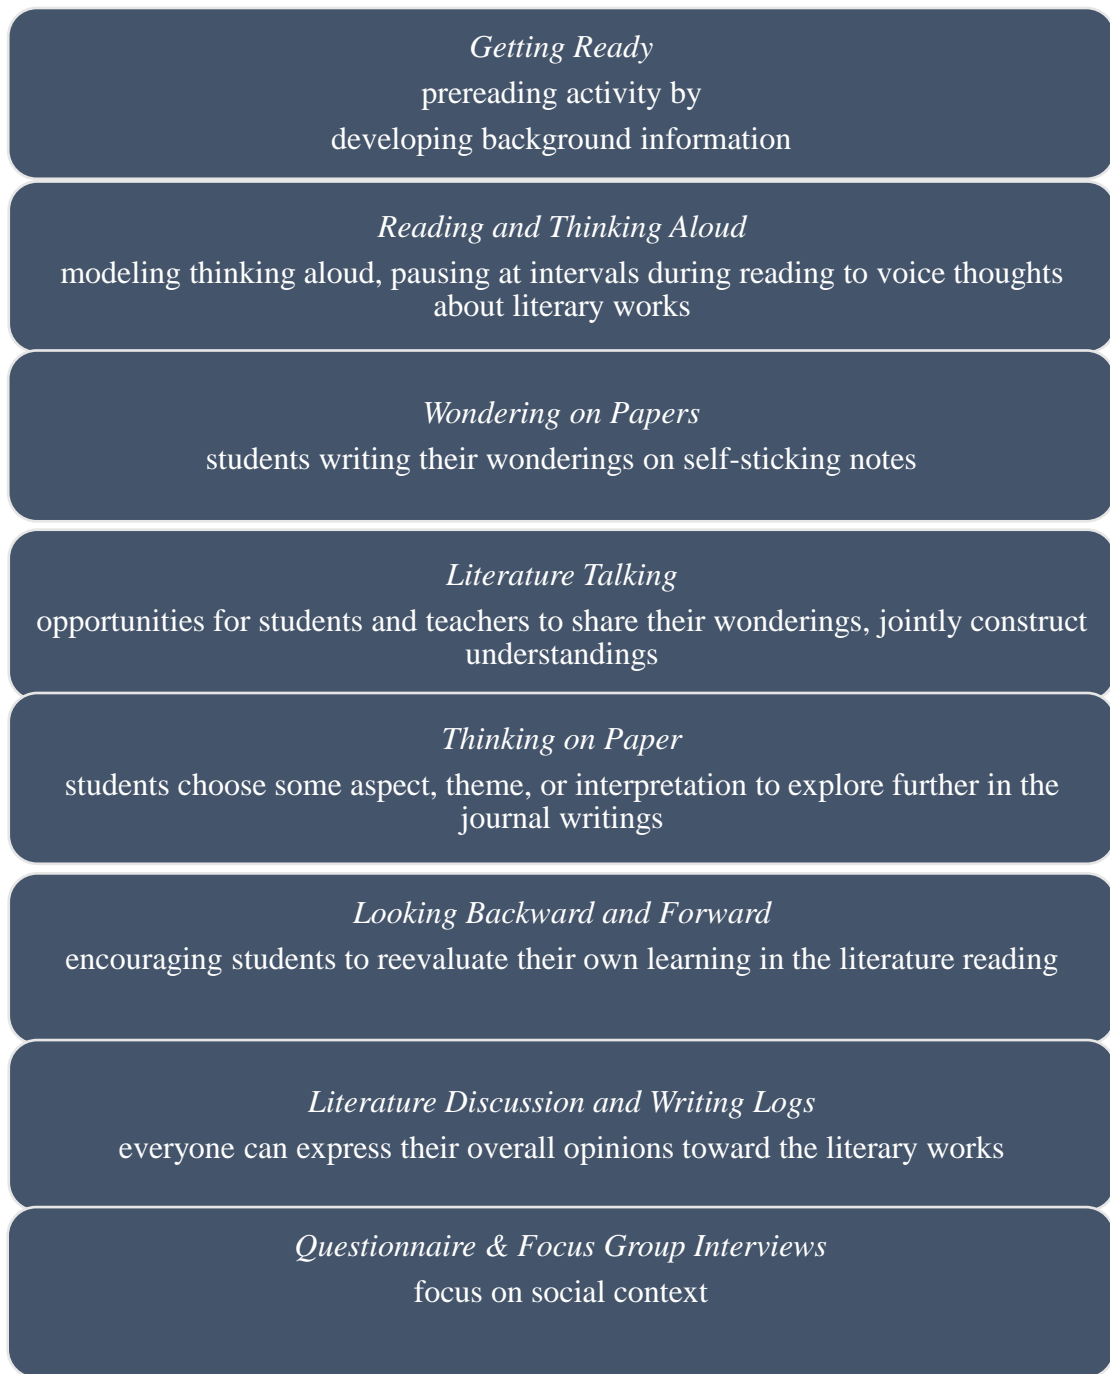 Getting Ready
prereading activity by
developing background information
Reading and Thinking Aloud
modeling thinking aloud, pausing at intervals during reading to voice thoughts
about literary works
Wondering on Papers
students writing their wonderings on self-sticking notes
Literature Talking
opportunities for students and teachers to share their wonderings, jointly construct
understandings
Thinking on Paper
students choose some aspect, theme, or interpretation to explore further in the
journal writings
Looking Backward and Forward
encouraging students to reevaluate their own learning in the literature reading
Literature Discussion and Writing Logs
everyone can express their overall opinions toward the literary works
Questionnaire & Focus Group Interviews
focus on social context